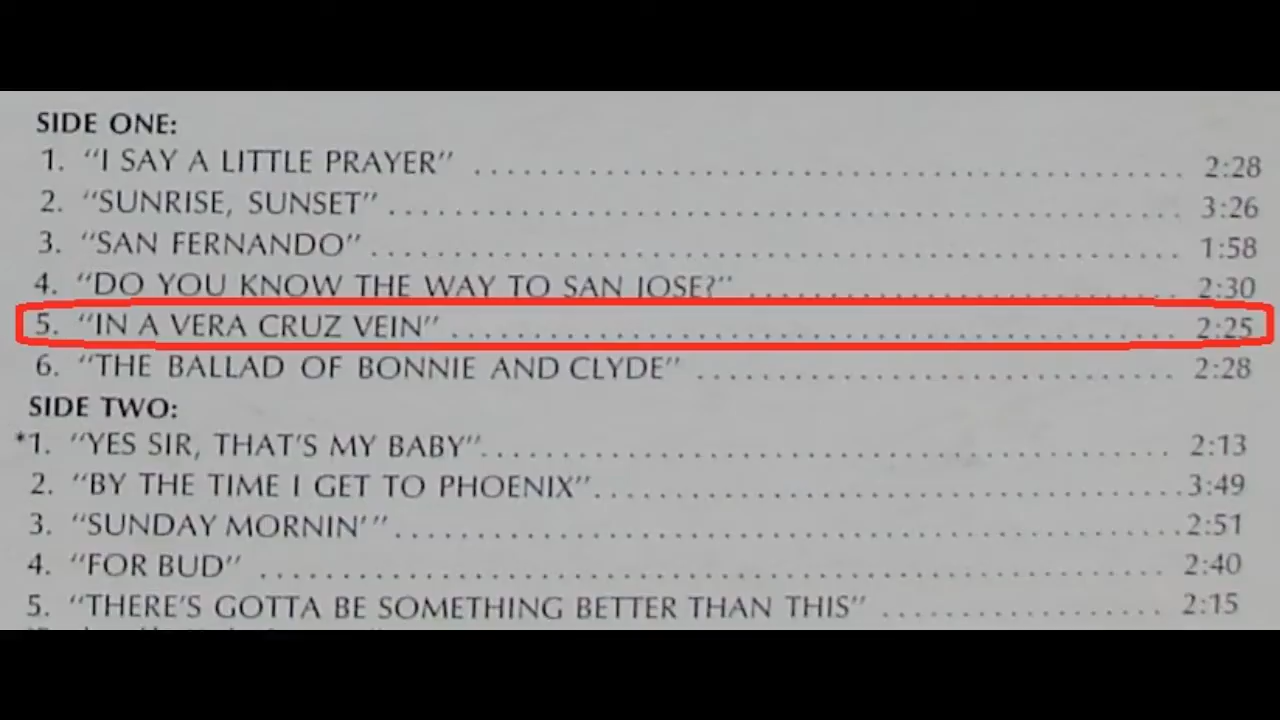 SIDE ONE:
1. "I SAY A LITTLE PRAYER" ........................................ 2:28
2. "SUNRISE, SUNSET" ........................................ 3:26
3. "SAN FERNANDO" ........................................ 1:58
4. "DO YOU KNOW THE WAY TO SAN JOSE?" ........................ 2:30
5. "IN A VERA CRUZ VEIN" ........................................ 2:25
6. "THE BALLAD OF BONNIE AND CLYDE" ........................ 2:28
SIDE TWO:
*1. "YES SIR, THAT'S MY BABY" ........................................ 2:13
2. "BY THE TIME I GET TO PHOENIX" ................................ 3:49
3. "SUNDAY MORNIN'" ........................................ 2:51
4. "FOR BUD" ........................................ 2:40
5. "THERE'S GOTTA BE SOMETHING BETTER THAN THIS" ............... 2:15